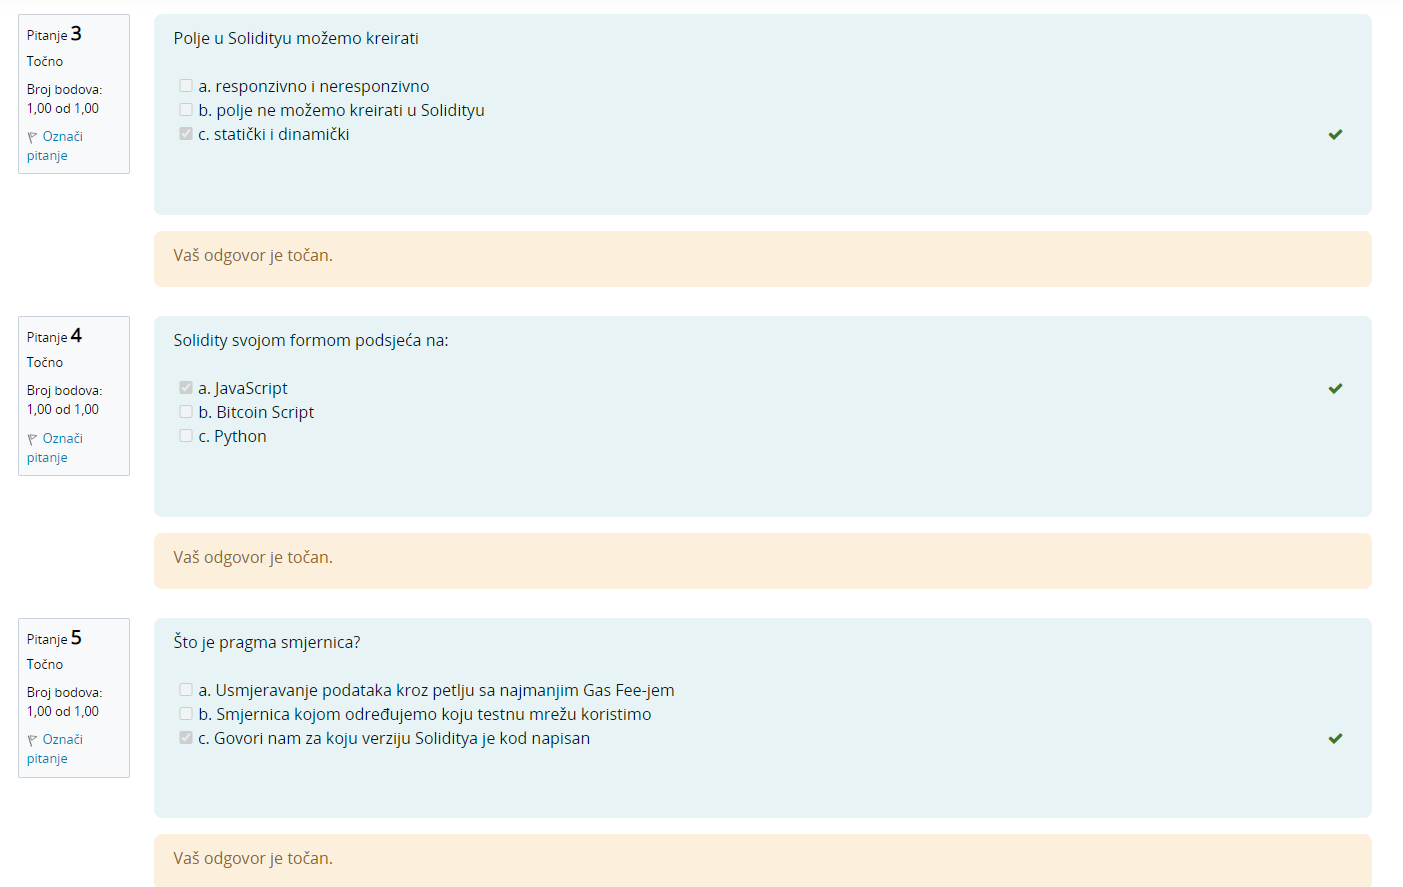 Pitanje 3
Točno
Broj bodova:
1,00 od 1,00
Označi
pitanje
Polje u Solidityu možemo kreirati
a. responzivno i neresponzivno
b. polje ne možemo kreirati u Solidityu
c. statički i dinamički
Vaš odgovor je točan.
Pitanje 4
Točno
Broj bodova:
1,00 od 1,00
Označi
pitanje
Solidity svojom formom podsjeća na:
a. JavaScript
b. Bitcoin Script
c. Python
Vaš odgovor je točan.
Pitanje 5
Točno
Broj bodova:
1,00 od 1,00
Označi
pitanje
Što je pragma smjernica?
a. Usmjeravanje podataka kroz petlju sa najmanjim Gas Fee-jem
b. Smjernica kojom određujemo koju testnu mrežu koristimo
c. Govori nam za koju verziju Soliditya je kod napisan
Vaš odgovor je točan.